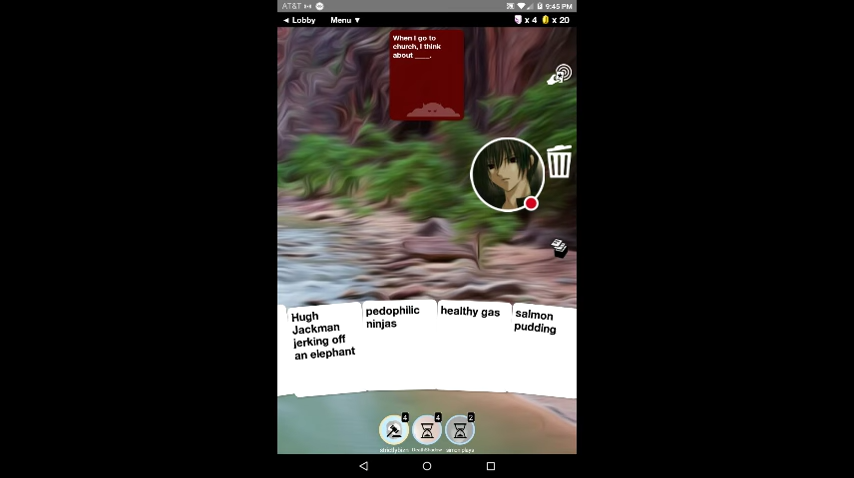 AT&T
9:45 PM
◄ Lobby
Menu ▼
x 4
x 20
When I go to
church, I think
about ____.
Hugh
Jackman
jerking off
an elephant
pedophilic
ninjas
healthy gas
salmon
pudding
4
4
2